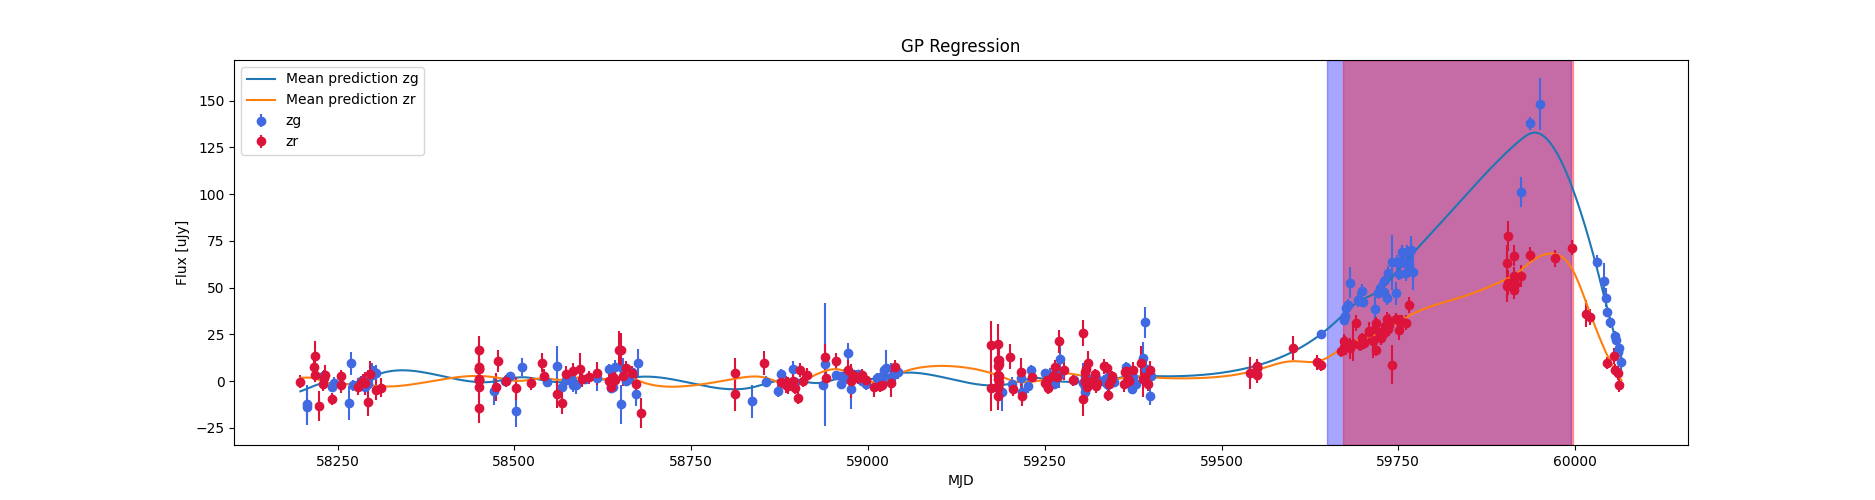 GP Regression
Mean prediction zg
Mean prediction zr
zg
zr
Flux [uJy]
150
125
100
75
50
25
0
−25
58250 58500 58750 59000 59250 59500 59750 60000
MJD